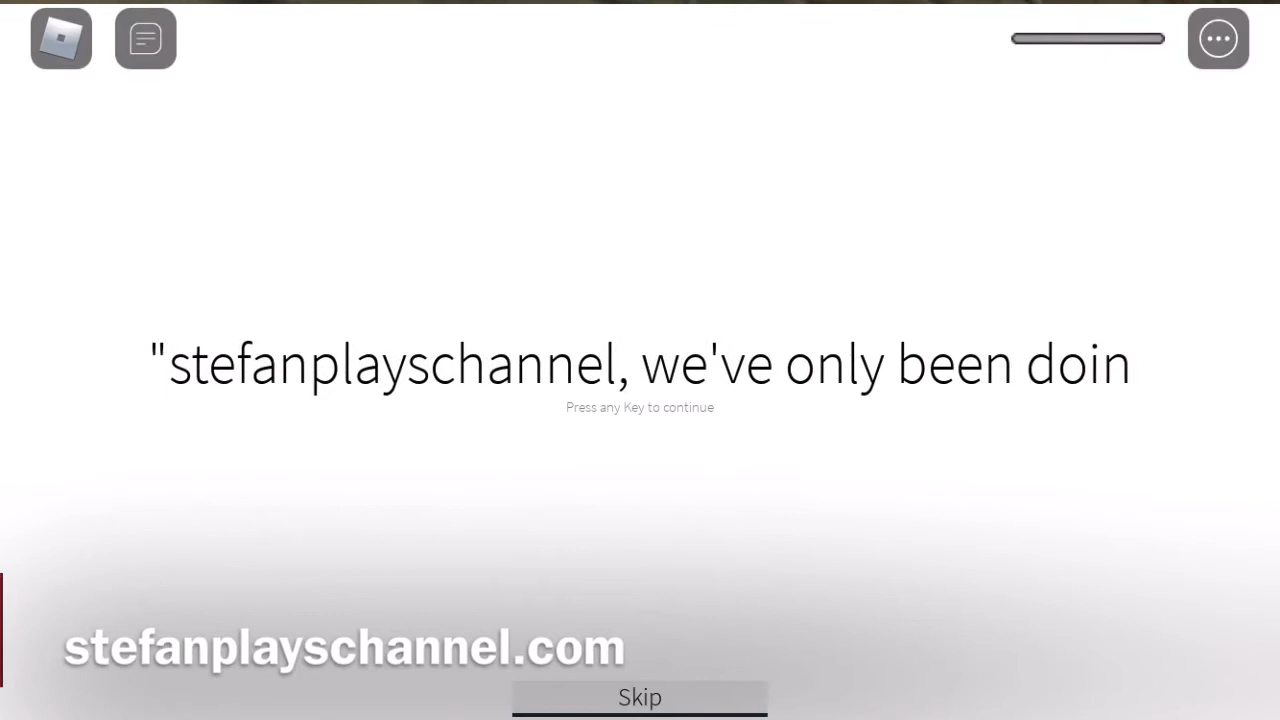 "stefanplayschannel, we've only been doin
Press any Key to continue
stefanplayschannel.com
Skip